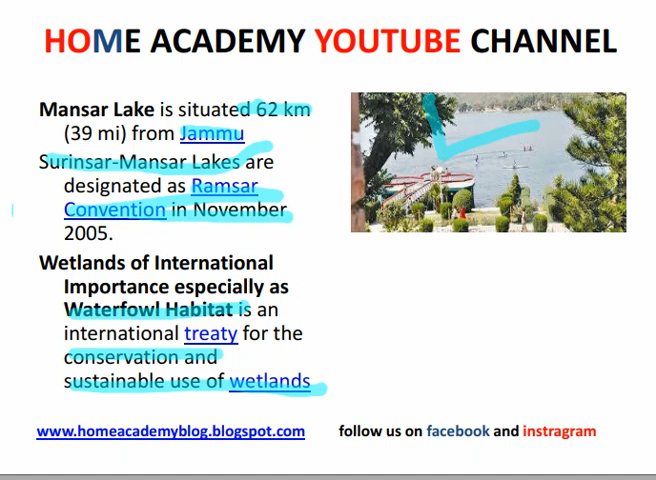 HOME ACADEMY YOUTUBE CHANNEL
Mansar Lake is situated 62 km
(39 mi) from Jammu
Surinsar-Mansar Lakes are
designated as Ramsar
Convention in November
2005.
Wetlands of International
Importance especially as
Waterfowl Habitat is an
international treaty for the
conservation and
sustainable use of wetlands
www.homeacademyblog.blogspot.com
follow us on facebook and instragram